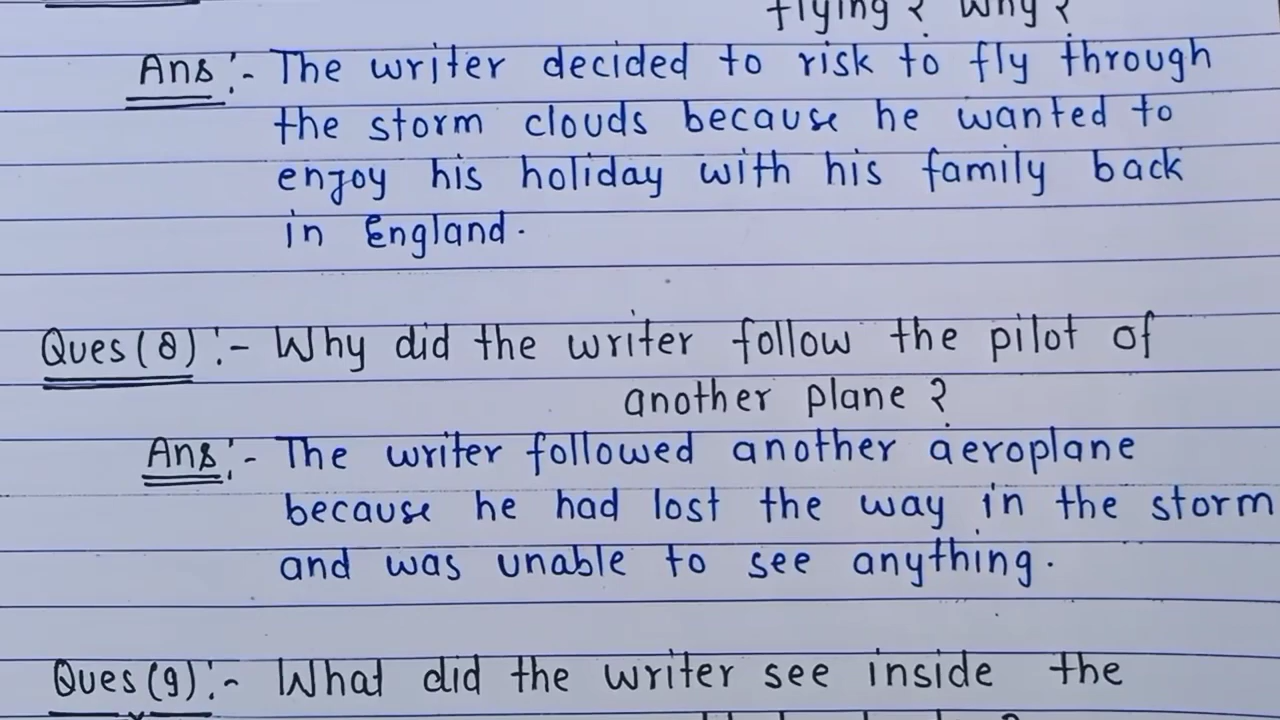 flying ? Why ?
Ans :- The writer decided to risk to fly through
the storm clouds because he wanted to
enjoy his holiday with his family back
in England.
Ques (8) :- Why did the writer follow the pilot of
another plane ?
Ans :- The writer followed another aeroplane
because he had lost the way in the storm
and was unable to see anything.
Ques (9) :- What did the writer see inside the